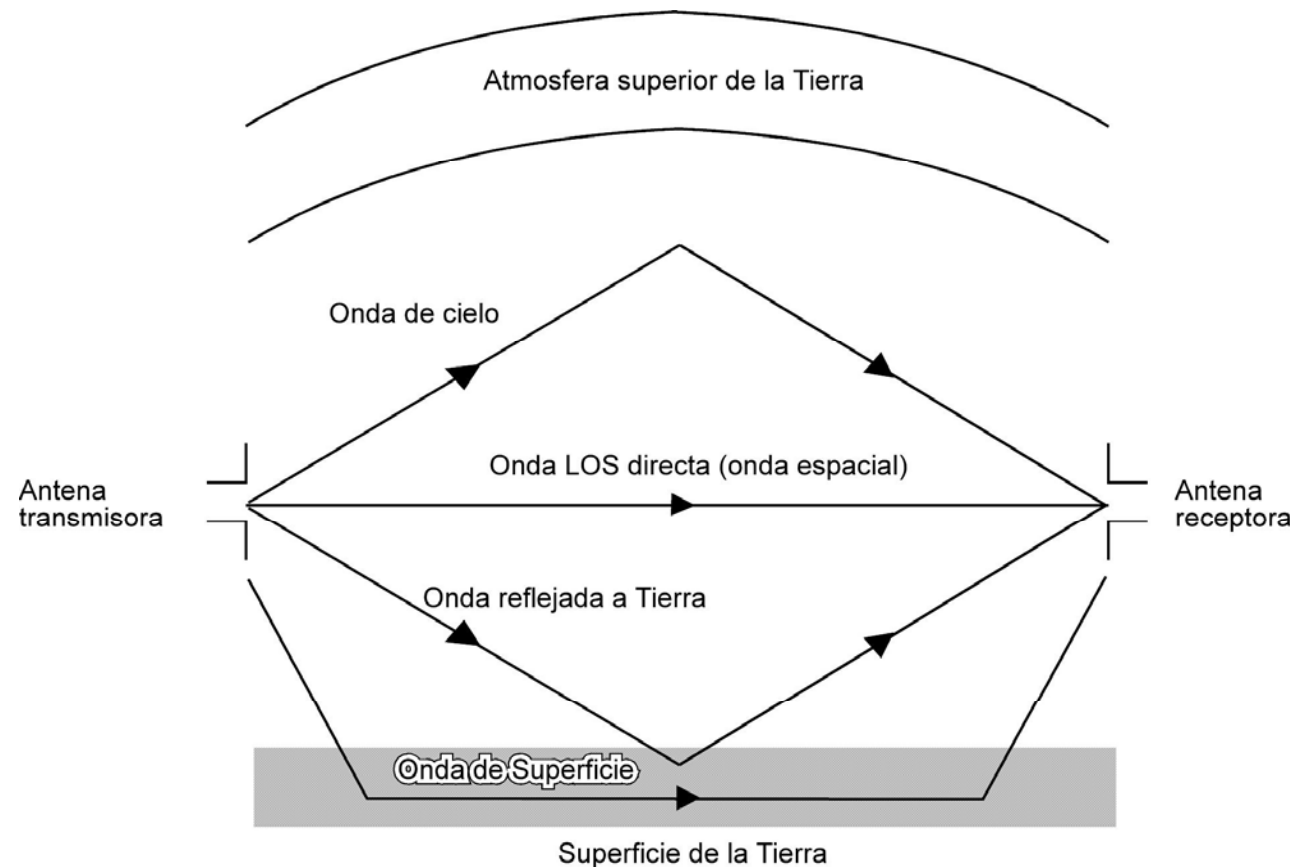 Atmosfera superior de la Tierra
Onda de cielo
Onda LOS directa (onda espacial)
Antena
transmisora
Antena
receptora
Onda reflejada a Tierra
Onda de Superficie
Superficie de la Tierra